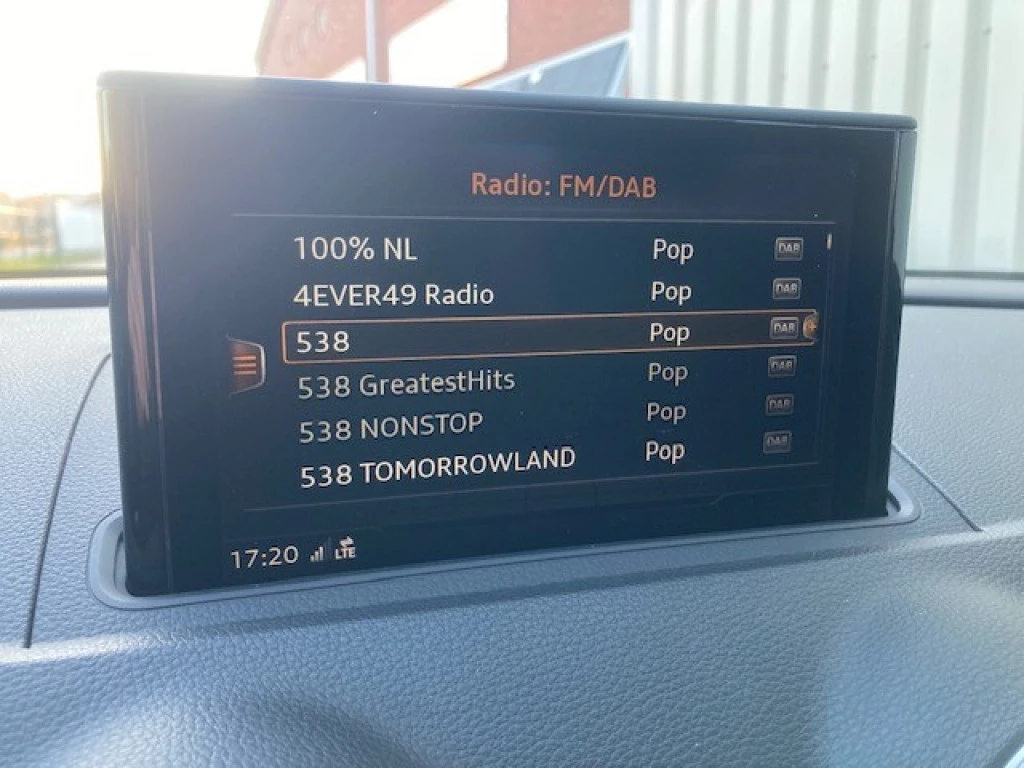 Radio: FM/DAB
100% NL Pop DAB
4EVER49 Radio Pop DAB
538 Pop DAB
538 GreatestHits Pop DAB
538 NONSTOP Pop DAB
538 TOMORROWLAND Pop DAB
17:20 LTE